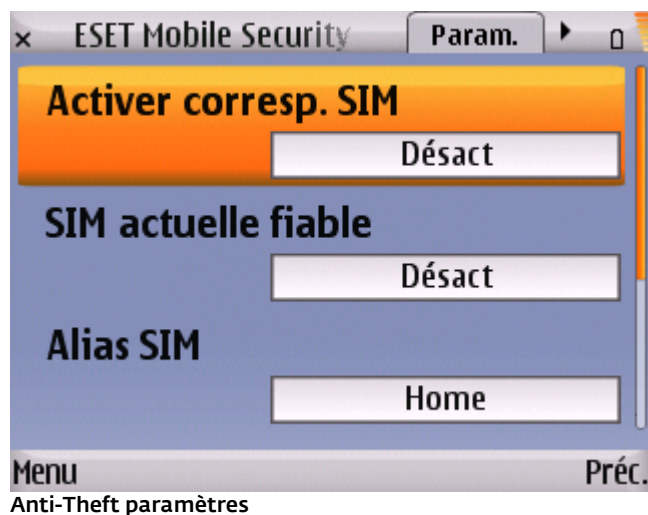 × ESET Mobile Security Param.
Activer corresp. SIM
Désact
SIM actuelle fiable
Désact
Alias SIM
Home
Menu Préc.
Anti-Theft paramètres